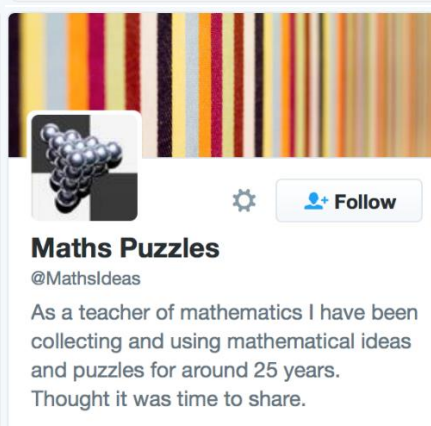 Follow
Maths Puzzles
@MathsIdeas
As a teacher of mathematics I have been
collecting and using mathematical ideas
and puzzles for around 25 years.
Thought it was time to share.